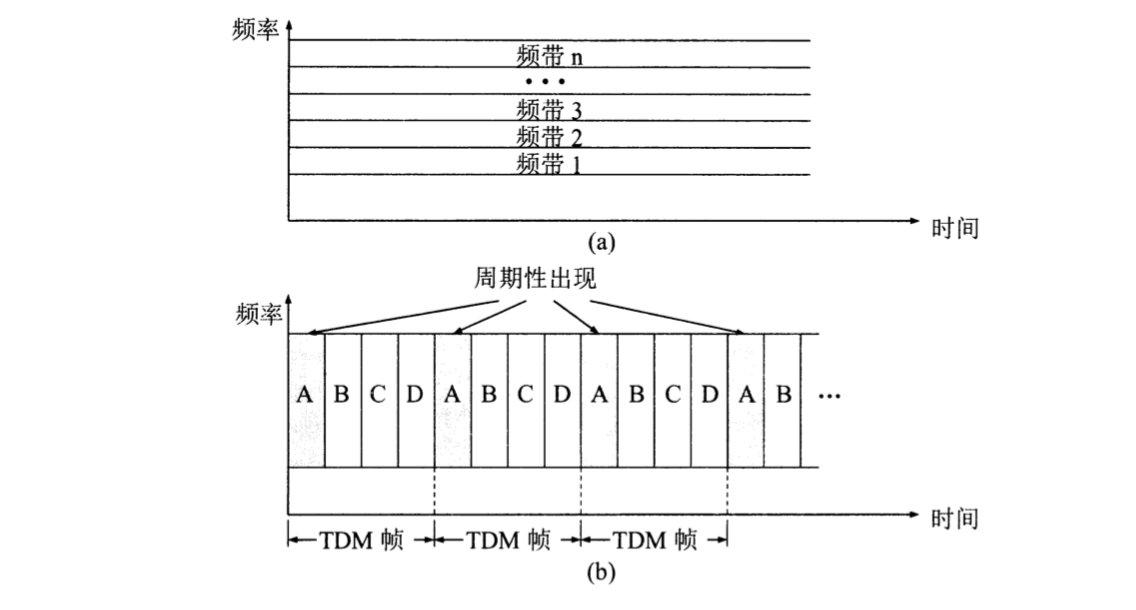 频率
频带 n
···
频带 3
频带 2
频带 1
时间
(a)
周期性出现
频率
A B C D A B C D A B C D A B ···
时间
TDM 帧 TDM 帧 TDM 帧
(b)